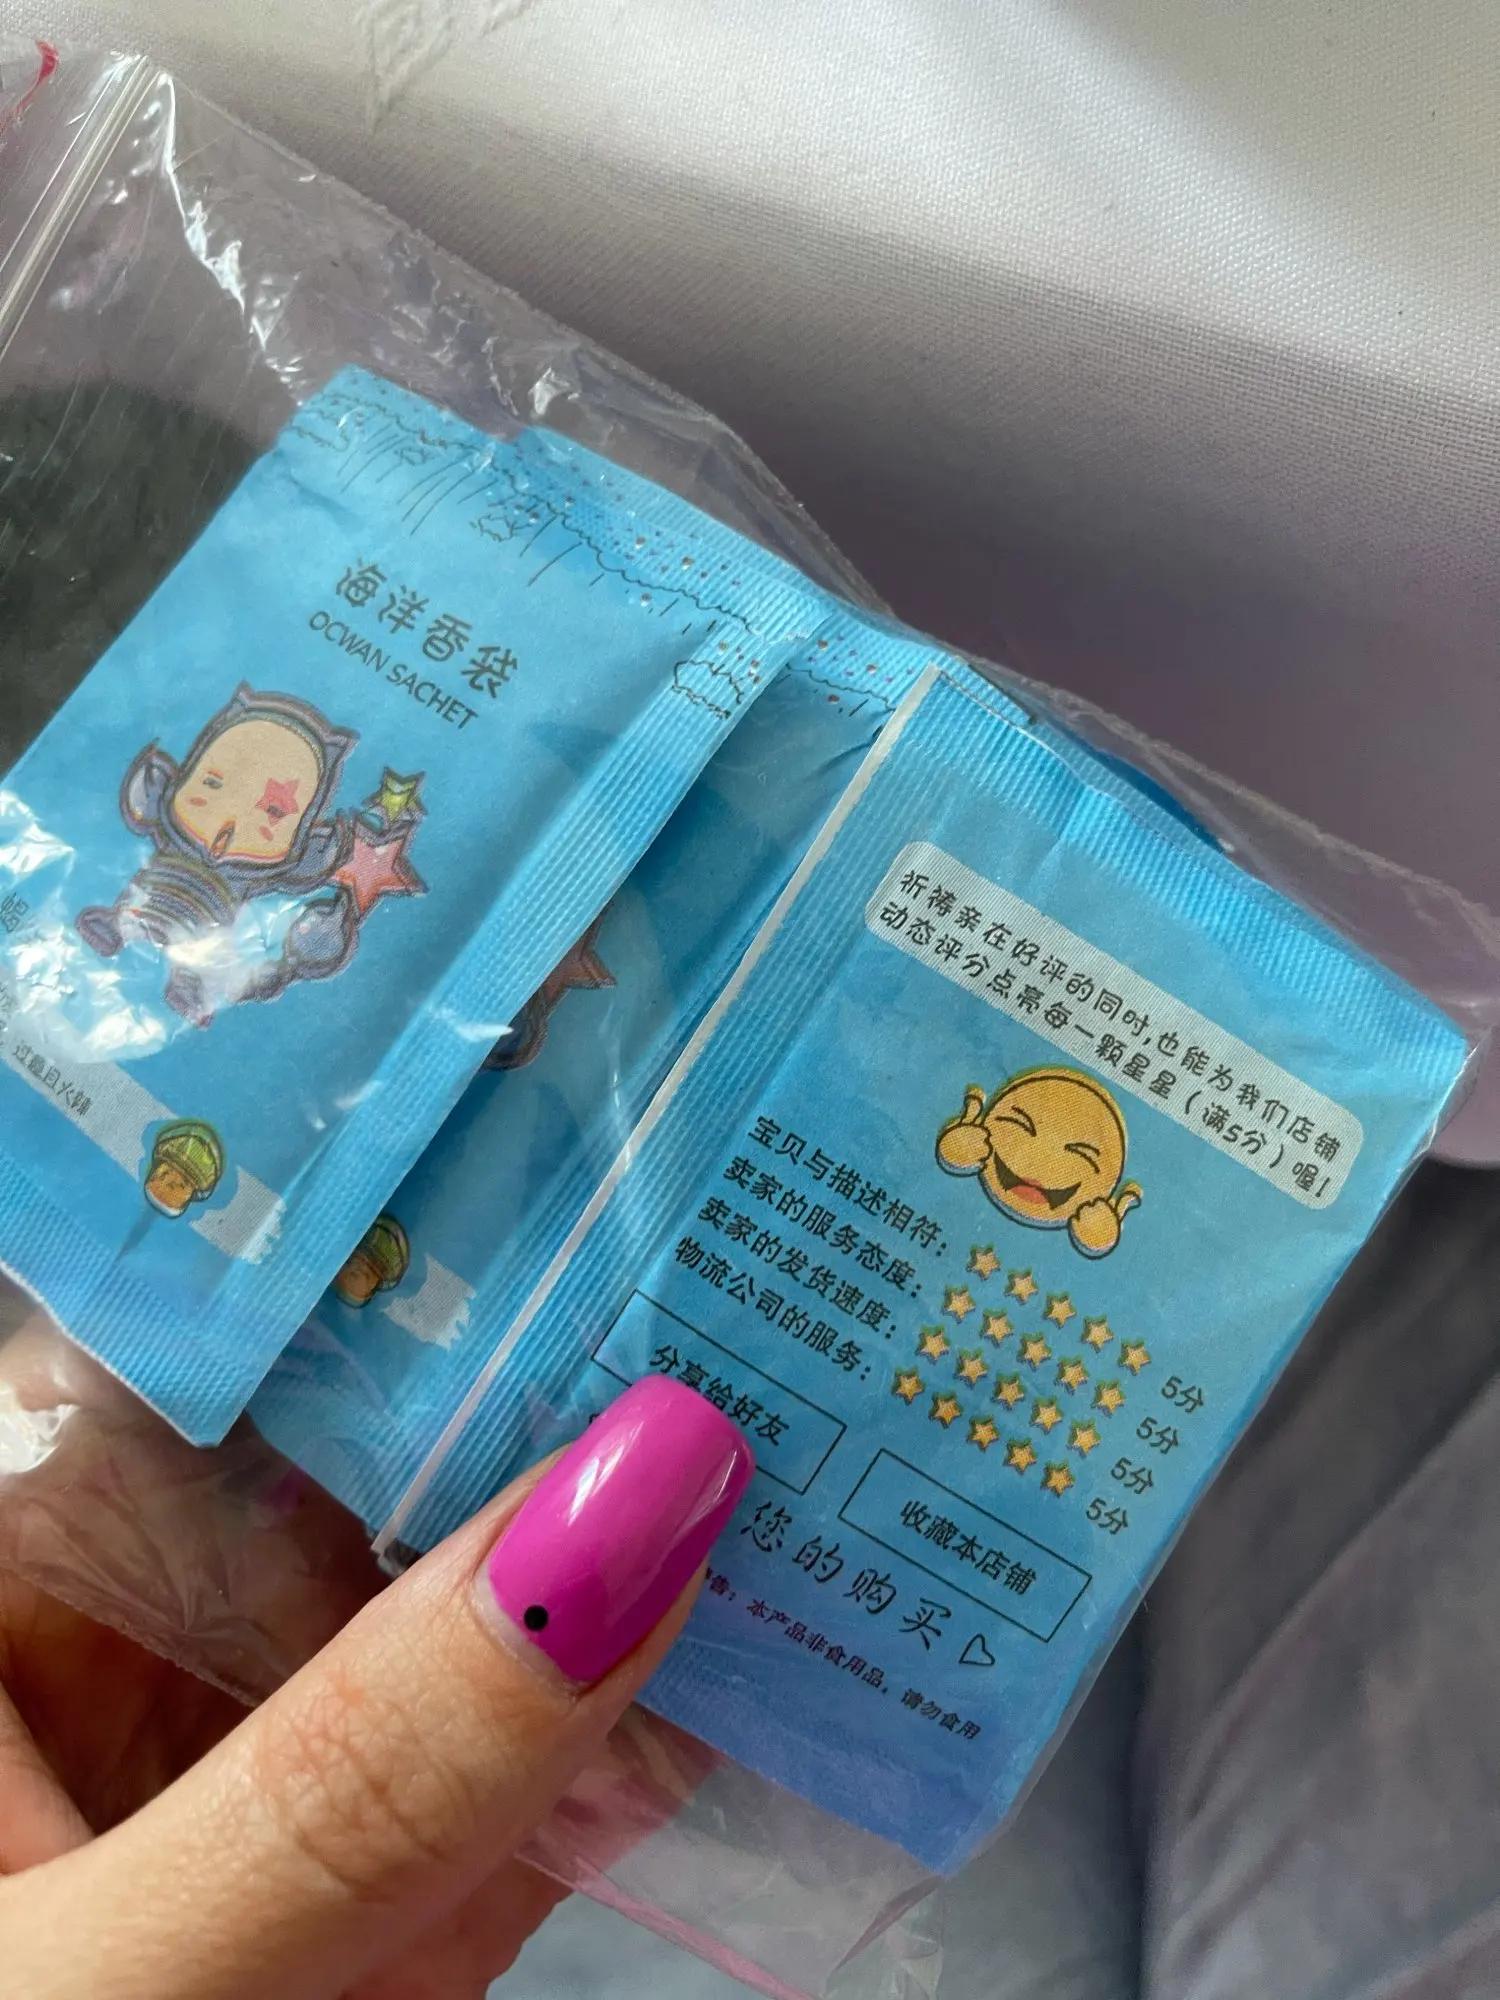 海洋香袋
OCWAN SACHET
祈祷亲在好评的同时,也能为我们店铺
动态评分点亮每一颗星星(满5分)喔!
宝贝与描述相符: 5分
卖家的服务态度: 5分
卖家的发货速度: 5分
物流公司的服务: 5分
分享给好友
收藏本店铺
您的购买
告:本产品非食用品,请勿食用